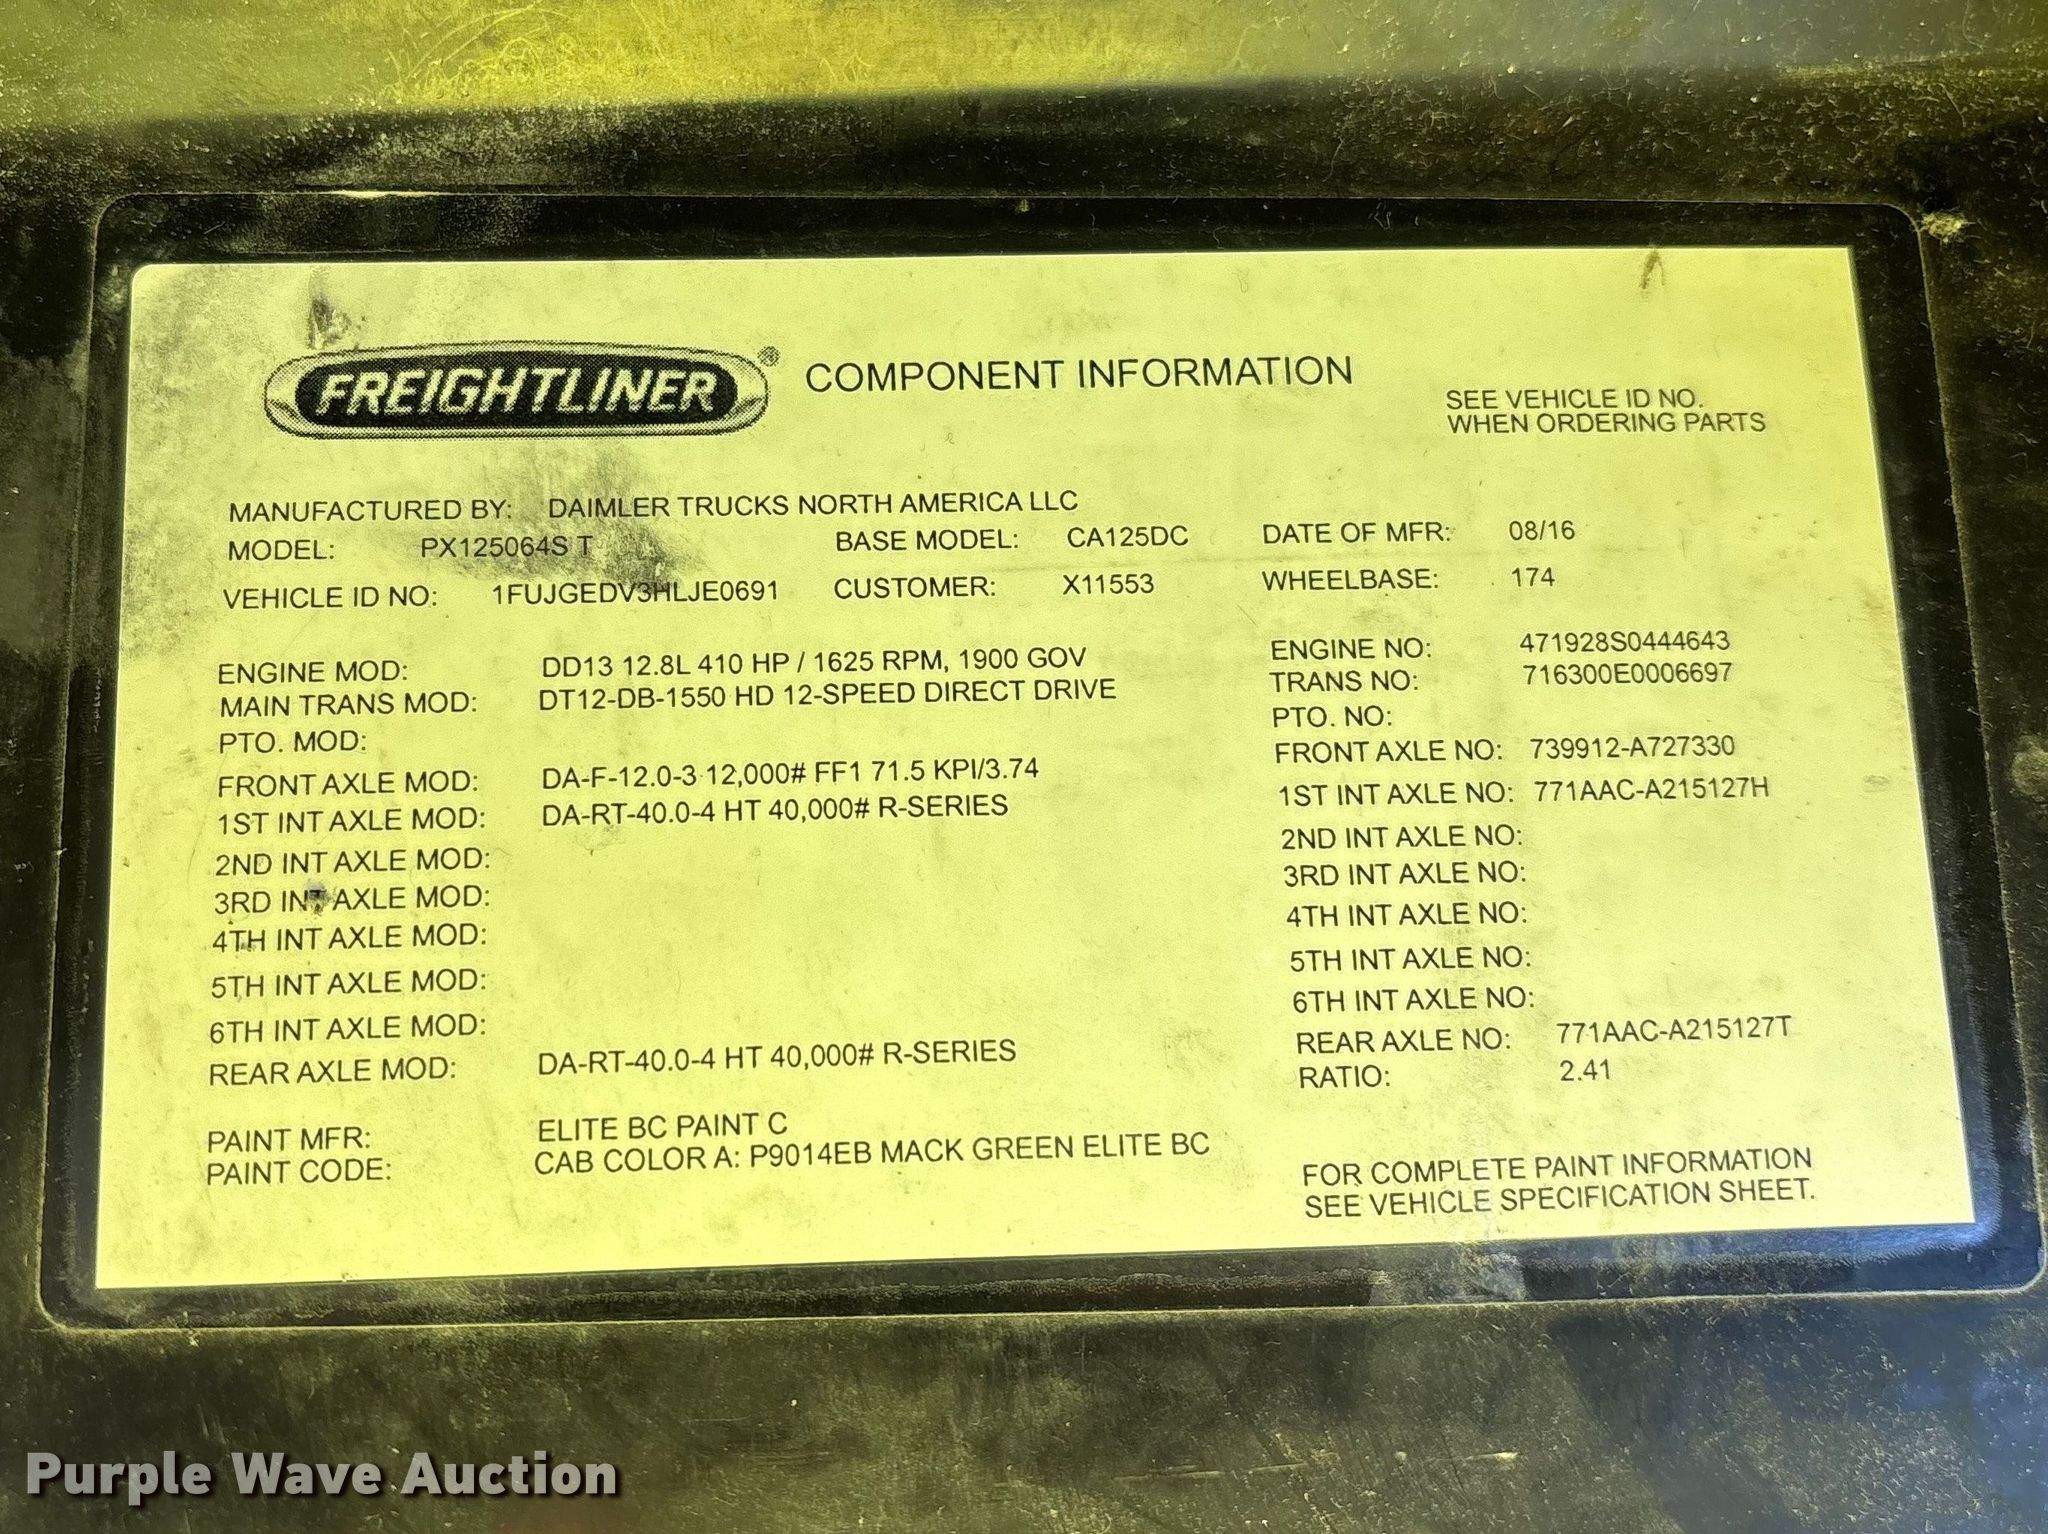 FREIGHTLINER® COMPONENT INFORMATION
SEE VEHICLE ID NO.
WHEN ORDERING PARTS
MANUFACTURED BY: DAIMLER TRUCKS NORTH AMERICA LLC
MODEL: PX125064S T BASE MODEL: CA125DC DATE OF MFR: 08/16
VEHICLE ID NO: 1FUJGEDV3HLJE0691 CUSTOMER: X11553 WHEELBASE: 174
ENGINE MOD: DD13 12.8L 410 HP / 1625 RPM, 1900 GOV ENGINE NO: 471928S0444643
MAIN TRANS MOD: DT12-DB-1550 HD 12-SPEED DIRECT DRIVE TRANS NO: 716300E0006697
PTO. MOD: PTO. NO:
FRONT AXLE MOD: DA-F-12.0-3 12,000# FF1 71.5 KPI/3.74 FRONT AXLE NO: 739912-A727330
1ST INT AXLE MOD: DA-RT-40.0-4 HT 40,000# R-SERIES 1ST INT AXLE NO: 771AAC-A215127H
2ND INT AXLE MOD: 2ND INT AXLE NO:
3RD INT AXLE MOD: 3RD INT AXLE NO:
4TH INT AXLE MOD: 4TH INT AXLE NO:
5TH INT AXLE MOD: 5TH INT AXLE NO:
6TH INT AXLE MOD: 6TH INT AXLE NO:
REAR AXLE MOD: DA-RT-40.0-4 HT 40,000# R-SERIES REAR AXLE NO: 771AAC-A215127T
RATIO: 2.41
PAINT MFR: ELITE BC PAINT C
PAINT CODE: CAB COLOR A: P9014EB MACK GREEN ELITE BC
FOR COMPLETE PAINT INFORMATION
SEE VEHICLE SPECIFICATION SHEET.
Purple Wave Auction